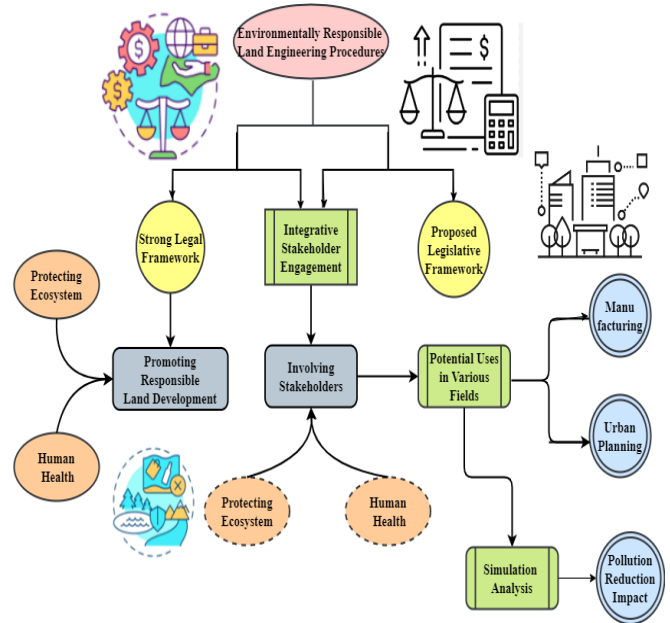 Environmentally Responsible
Land Engineering Procedures
$
$
$
Strong Legal
Framework
Integrative
Stakeholder
Engagement
Proposed
Legislative
Framework
Protecting
Ecosystem
Manu
facturing
Promoting
Responsible
Land Development
Involving
Stakeholders
Potential Uses
in Various
Fields
Human
Health
Urban
Planning
Protecting
Ecosystem
Human
Health
Simulation
Analysis
Pollution
Reduction
Impact